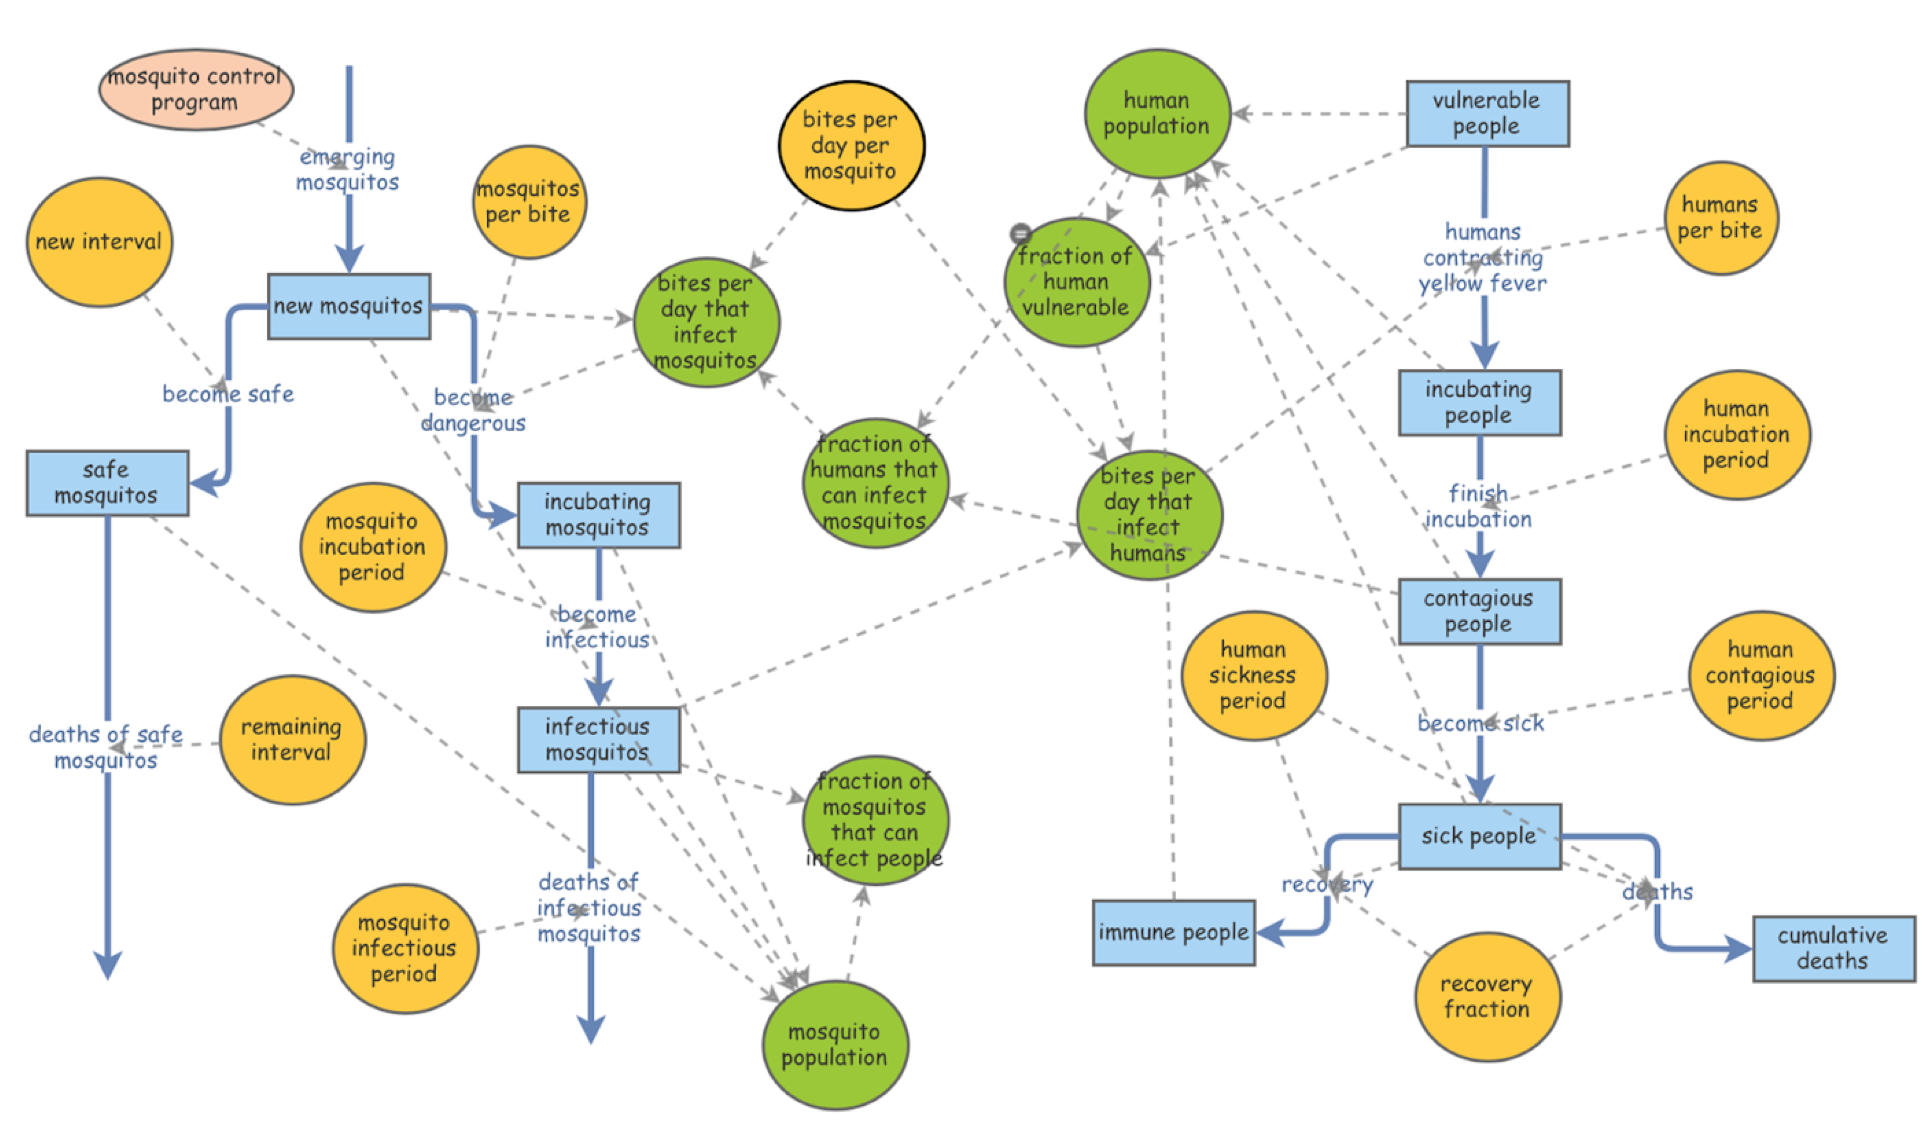 mosquito control
program
emerging
mosquitos
new interval
mosquitos
per bite
bites per
day per
mosquito
human
population
vulnerable
people
humans
per bite
humans
contracting
yellow fever
fraction of
human
vulnerable
new mosquitos
bites per
day that
infect
mosquitos
become safe
become
dangerous
incubating
people
human
incubation
period
fraction of
humans that
can infect
mosquitos
safe
mosquitos
mosquito
incubation
period
incubating
mosquitos
bites per
day that
infect
humans
finish
incubation
contagious
people
become
infectious
human
sickness
period
human
contagious
period
become sick
deaths of safe
mosquitos
remaining
interval
infectious
mosquitos
fraction of
mosquitos
that can
infect people
sick people
recovery
deaths
deaths of
infectious
mosquitos
mosquito
infectious
period
immune people
cumulative
deaths
recovery
fraction
mosquito
population